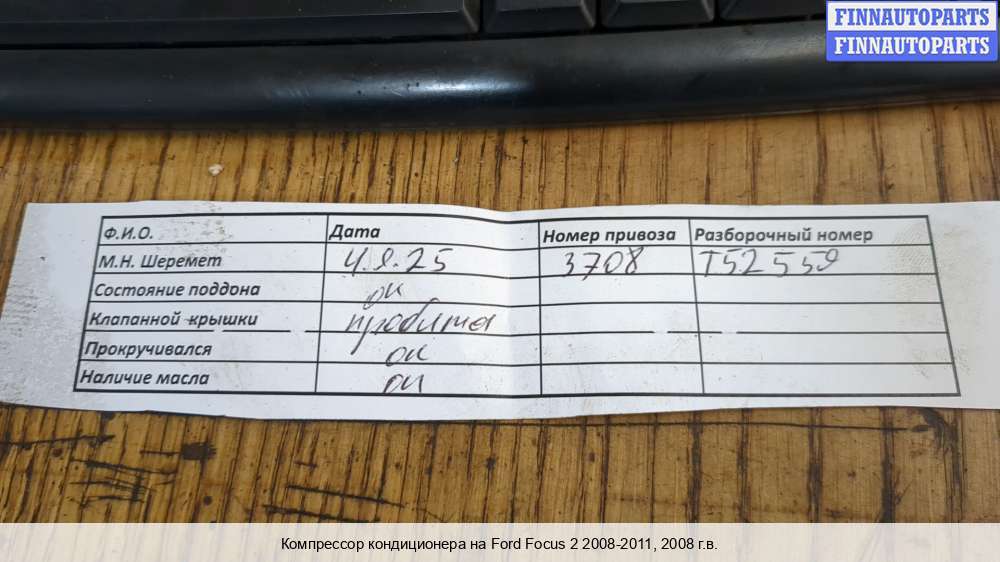 FINNAUTOPARTS
FINNAUTOPARTS
Ф.И.О. Дата Номер привоза Разборочный номер
М.Н. Шеремет 4.9.25 3708 T52559
Состояние поддона ок
Клапанной крышки пробита
Прокручивался ок
Наличие масла ок
Компрессор кондиционера на Ford Focus 2 2008-2011, 2008 г.в.